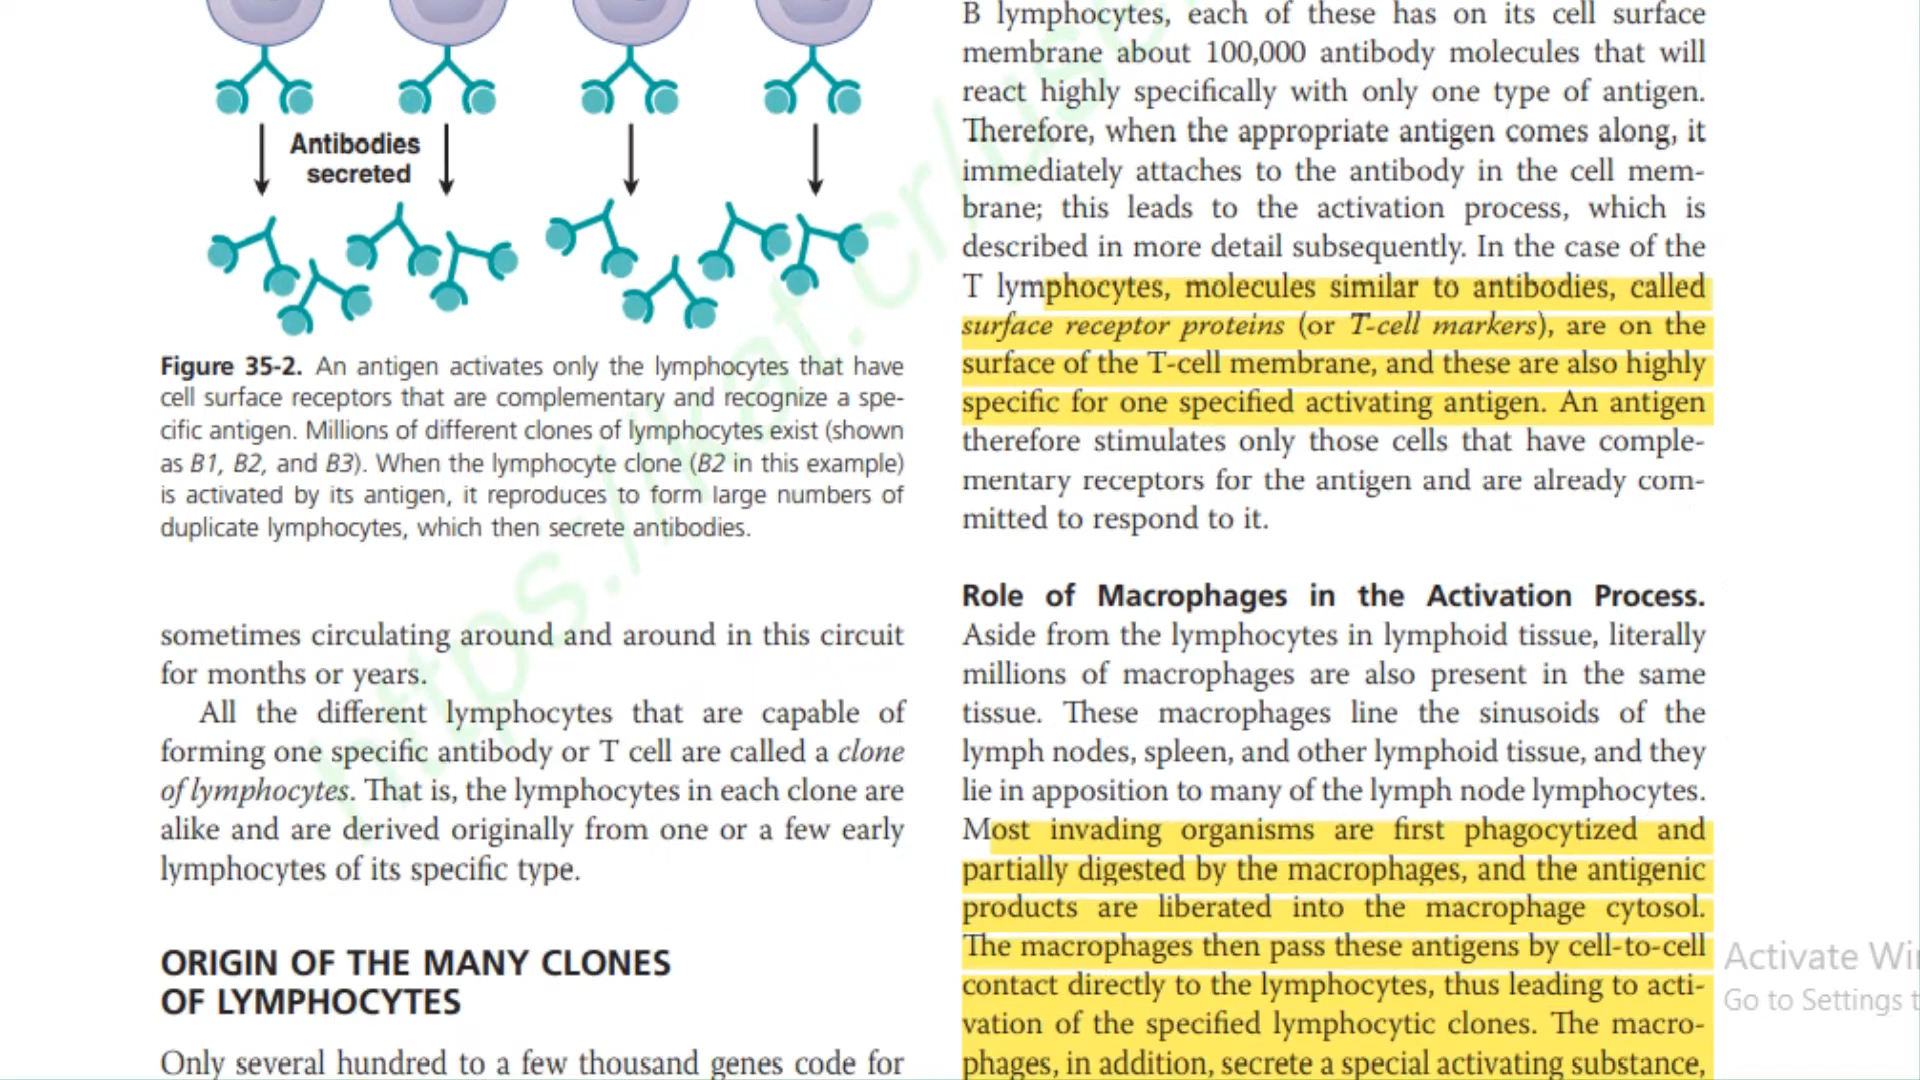 Antibodies
secreted
Figure 35-2. An antigen activates only the lymphocytes that have
cell surface receptors that are complementary and recognize a spe-
cific antigen. Millions of different clones of lymphocytes exist (shown
as B1, B2, and B3). When the lymphocyte clone (B2 in this example)
is activated by its antigen, it reproduces to form large numbers of
duplicate lymphocytes, which then secrete antibodies.
sometimes circulating around and around in this circuit
for months or years.
All the different lymphocytes that are capable of
forming one specific antibody or T cell are called a clone
of lymphocytes. That is, the lymphocytes in each clone are
alike and are derived originally from one or a few early
lymphocytes of its specific type.
ORIGIN OF THE MANY CLONES
OF LYMPHOCYTES
Only several hundred to a few thousand genes code for
B lymphocytes, each of these has on its cell surface
membrane about 100,000 antibody molecules that will
react highly specifically with only one type of antigen.
Therefore, when the appropriate antigen comes along, it
immediately attaches to the antibody in the cell mem-
brane; this leads to the activation process, which is
described in more detail subsequently. In the case of the
T lymphocytes, molecules similar to antibodies, called
surface receptor proteins (or T-cell markers), are on the
surface of the T-cell membrane, and these are also highly
specific for one specified activating antigen. An antigen
therefore stimulates only those cells that have comple-
mentary receptors for the antigen and are already com-
mitted to respond to it.
Role of Macrophages in the Activation Process.
Aside from the lymphocytes in lymphoid tissue, literally
millions of macrophages are also present in the same
tissue. These macrophages line the sinusoids of the
lymph nodes, spleen, and other lymphoid tissue, and they
lie in apposition to many of the lymph node lymphocytes.
Most invading organisms are first phagocytized and
partially digested by the macrophages, and the antigenic
products are liberated into the macrophage cytosol.
The macrophages then pass these antigens by cell-to-cell
contact directly to the lymphocytes, thus leading to acti-
vation of the specified lymphocytic clones. The macro-
phages, in addition, secrete a special activating substance,
https://kat.cr/use
Activate Wi
Go to Settings t